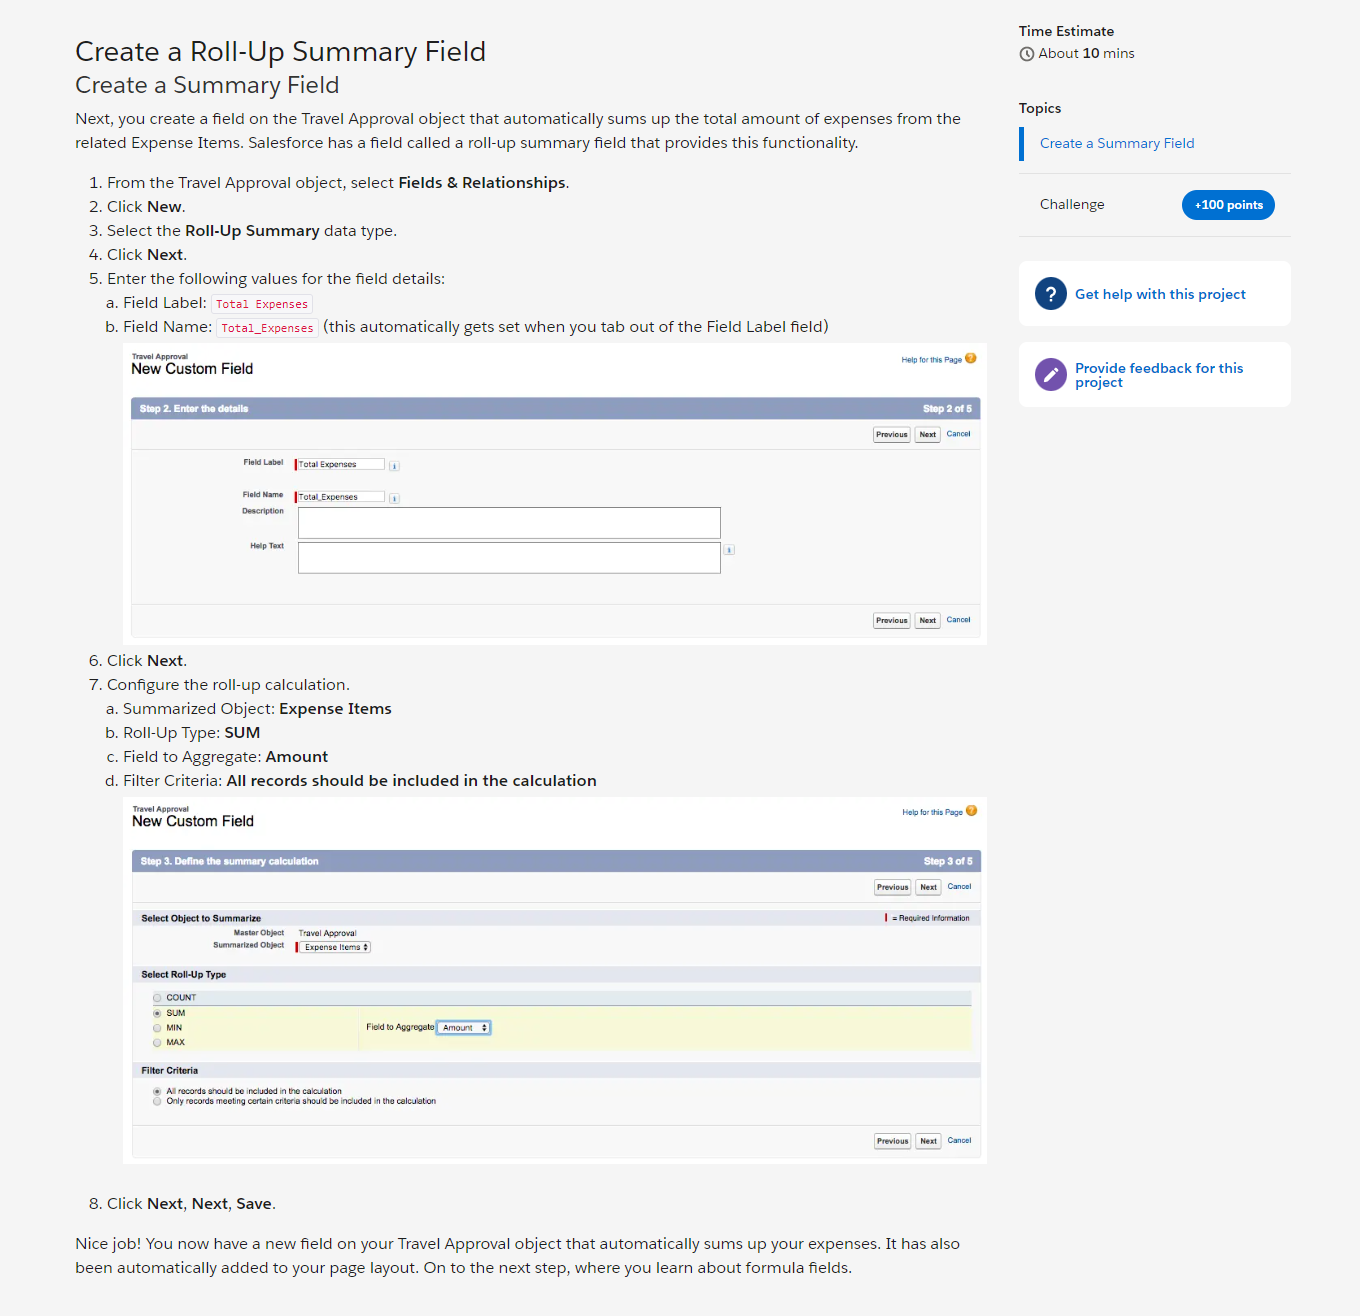 Create a Roll-Up Summary Field
Create a Summary Field
Next, you create a field on the Travel Approval object that automatically sums up the total amount of expenses from the
related Expense Items. Salesforce has a field called a roll-up summary field that provides this functionality.
1. From the Travel Approval object, select Fields & Relationships.
2. Click New.
3. Select the Roll-Up Summary data type.
4. Click Next.
5. Enter the following values for the field details:
a. Field Label: Total Expenses
b. Field Name: Total_Expenses (this automatically gets set when you tab out of the Field Label field)
Travel Approval
New Custom Field
Help for this Page ?
Step 2. Enter the details
Step 2 of 5
Previous Next Cancel
Field Label Total Expenses i
Field Name Total_Expenses i
Description
Help Text i
Previous Next Cancel
6. Click Next.
7. Configure the roll-up calculation.
a. Summarized Object: Expense Items
b. Roll-Up Type: SUM
c. Field to Aggregate: Amount
d. Filter Criteria: All records should be included in the calculation
Travel Approval
New Custom Field
Help for this Page ?
Step 3. Define the summary calculation
Step 3 of 5
Previous Next Cancel
Select Object to Summarize
= Required Information
Master Object Travel Approval
Summarized Object Expense Items
Select Roll-Up Type
COUNT
SUM
MIN
MAX
Field to Aggregate Amount
Filter Criteria
All records should be included in the calculation
Only records meeting certain criteria should be included in the calculation
Previous Next Cancel
8. Click Next, Next, Save.
Nice job! You now have a new field on your Travel Approval object that automatically sums up your expenses. It has also
been automatically added to your page layout. On to the next step, where you learn about formula fields.
Time Estimate
About 10 mins
Topics
Create a Summary Field
Challenge
+100 points
? Get help with this project
Provide feedback for this
project